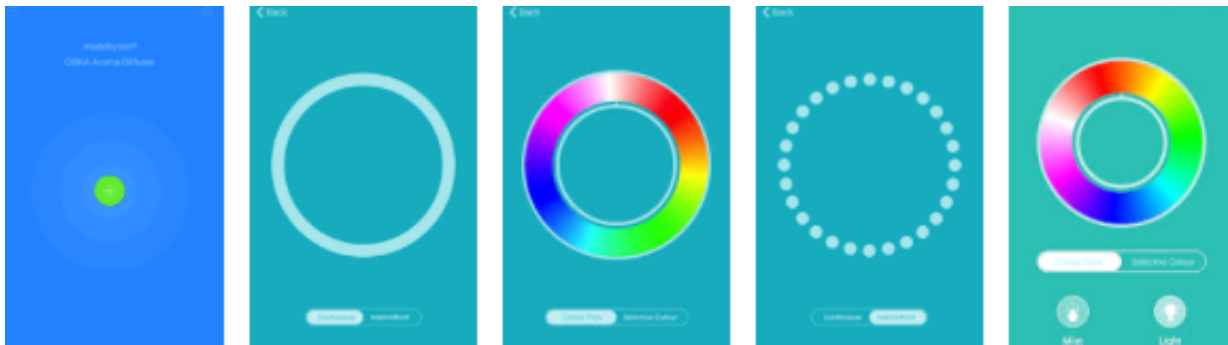 madebyzen®
OSKA Aroma Diffuser
Back
Continuous Intermittent
Back
Colour Flow Selective Colour
Back
Continuous Intermittent
Colour Flow Selective Colour
Mist Light